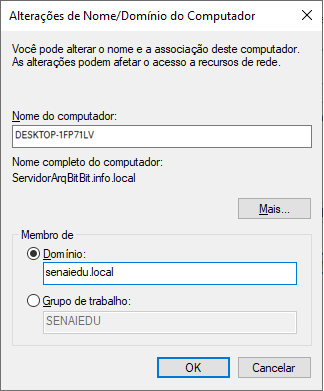 Alterações de Nome/Domínio do Computador
Você pode alterar o nome e a associação deste computador.
As alterações podem afetar o acesso a recursos de rede.
Nome do computador:
DESKTOP-1FP71LV
Nome completo do computador:
ServidorArqBitBit.info.local
Mais...
Membro de
Domínio:
senaiedu.local
Grupo de trabalho:
SENAIEDU
OK
Cancelar